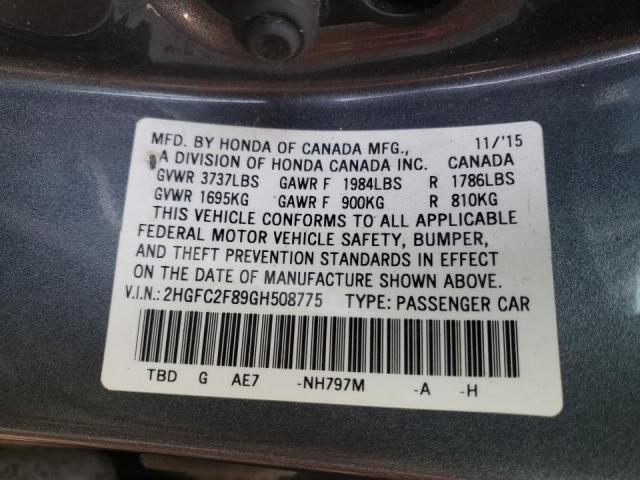 MFD. BY HONDA OF CANADA MFG., 11/'15
A DIVISION OF HONDA CANADA INC. CANADA
GVWR 3737LBS GAWR F 1984LBS R 1786LBS
GVWR 1695KG GAWR F 900KG R 810KG
THIS VEHICLE CONFORMS TO ALL APPLICABLE
FEDERAL MOTOR VEHICLE SAFETY, BUMPER,
AND THEFT PREVENTION STANDARDS IN EFFECT
ON THE DATE OF MANUFACTURE SHOWN ABOVE.
V.I.N.: 2HGFC2F89GH508775 TYPE: PASSENGER CAR
TBD G AE7 -NH797M -A -H